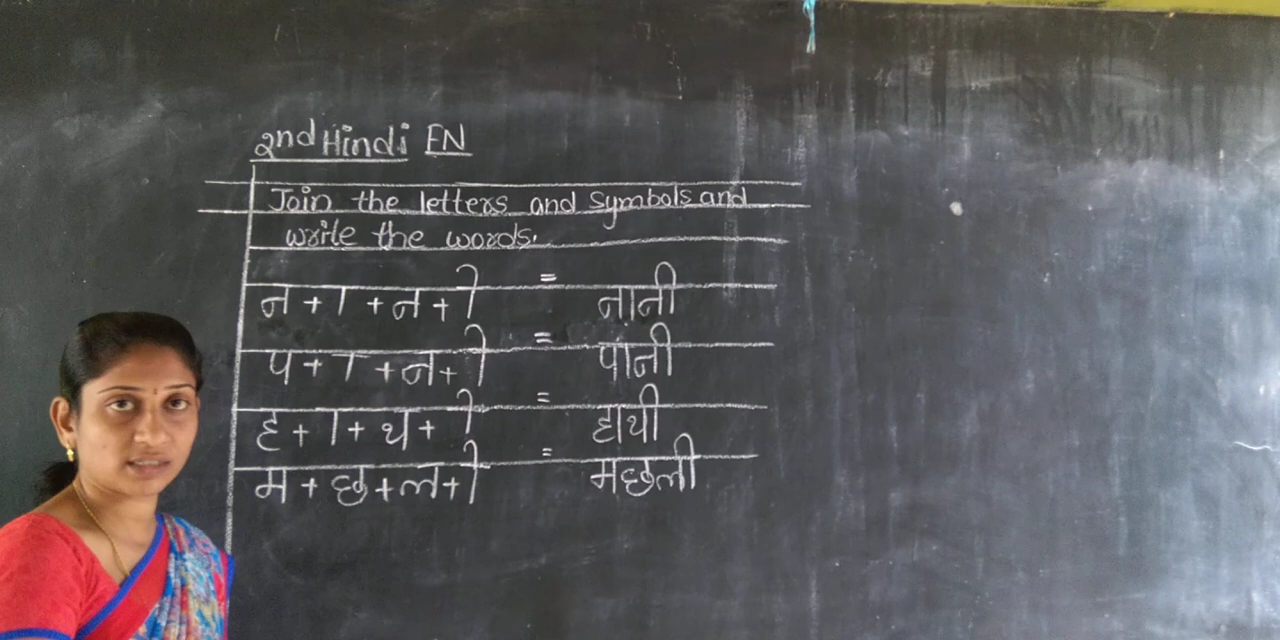 2nd Hindi FN
Join the letters and symbols and
write the words.
न + ा + न + ी = नानी
प + ा + न + ी = पानी
ह + ा + थ + ी = हाथी
म + छ + ल + ी = मछली